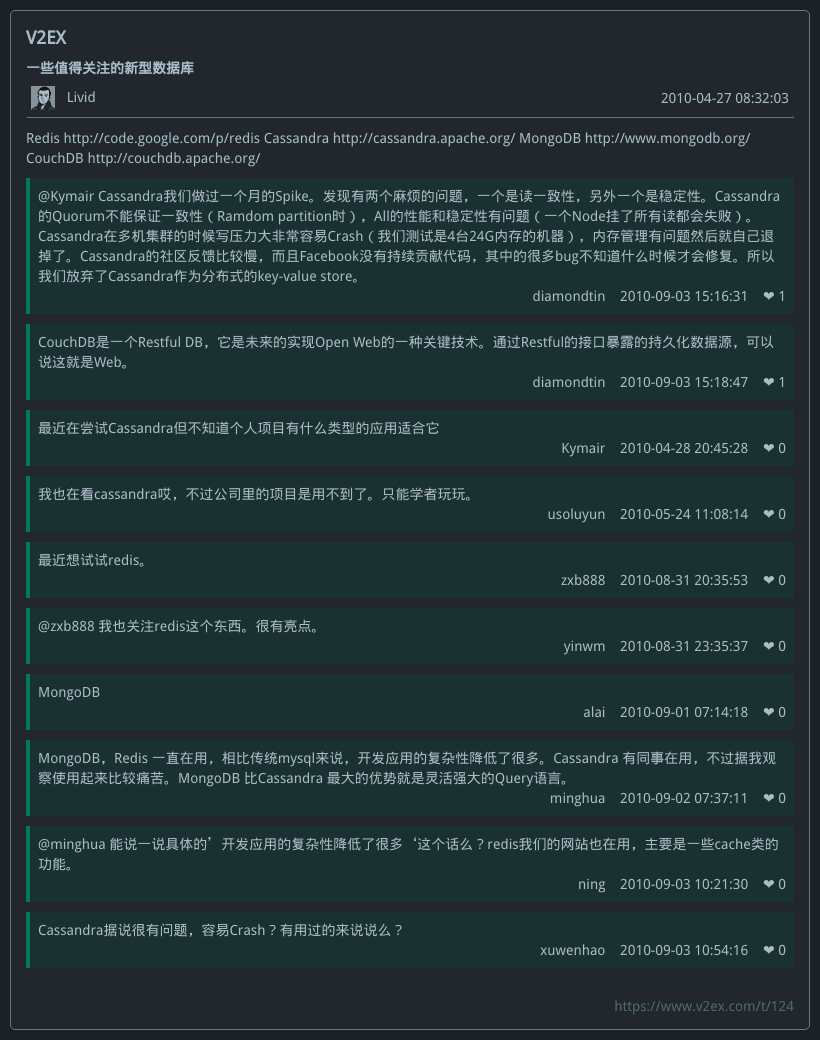 V2EX
一些值得关注的新型数据库
Livid
2010-04-27 08:32:03
Redis http://code.google.com/p/redis Cassandra http://cassandra.apache.org/ MongoDB http://www.mongodb.org/
CouchDB http://couchdb.apache.org/
@Kymair Cassandra我们做过一个月的Spike。发现有两个麻烦的问题，一个是读一致性，另外一个是稳定性。Cassandra
的Quorum不能保证一致性（Ramdom partition时），All的性能和稳定性有问题（一个Node挂了所有读都会失败）。
Cassandra在多机集群的时候写压力大非常容易Crash（我们测试是4台24G内存的机器），内存管理有问题然后就自己退
掉了。Cassandra的社区反馈比较慢，而且Facebook没有持续贡献代码，其中的很多bug不知道什么时候才会修复。所以
我们放弃了Cassandra作为分布式的key-value store。
diamondtin 2010-09-03 15:16:31 ❤ 1
CouchDB是一个Restful DB，它是未来的实现Open Web的一种关键技术。通过Restful的接口暴露的持久化数据源，可以
说这就是Web。
diamondtin 2010-09-03 15:18:47 ❤ 1
最近在尝试Cassandra但不知道个人项目有什么类型的应用适合它
Kymair 2010-04-28 20:45:28 ❤ 0
我也在看cassandra哎，不过公司里的项目是用不到了。只能学者玩玩。
usoluyun 2010-05-24 11:08:14 ❤ 0
最近想试试redis。
zxb888 2010-08-31 20:35:53 ❤ 0
@zxb888 我也关注redis这个东西。很有亮点。
yinwm 2010-08-31 23:35:37 ❤ 0
MongoDB
alai 2010-09-01 07:14:18 ❤ 0
MongoDB，Redis 一直在用，相比传统mysql来说，开发应用的复杂性降低了很多。Cassandra 有同事在用，不过据我观
察使用起来比较痛苦。MongoDB 比Cassandra 最大的优势就是灵活强大的Query语言。
minghua 2010-09-02 07:37:11 ❤ 0
@minghua 能说一说具体的’开发应用的复杂性降低了很多‘这个话么？redis我们的网站也在用，主要是一些cache类的
功能。
ning 2010-09-03 10:21:30 ❤ 0
Cassandra据说很有问题，容易Crash？有用过的来说说么？
xuwenhao 2010-09-03 10:54:16 ❤ 0
https://www.v2ex.com/t/124